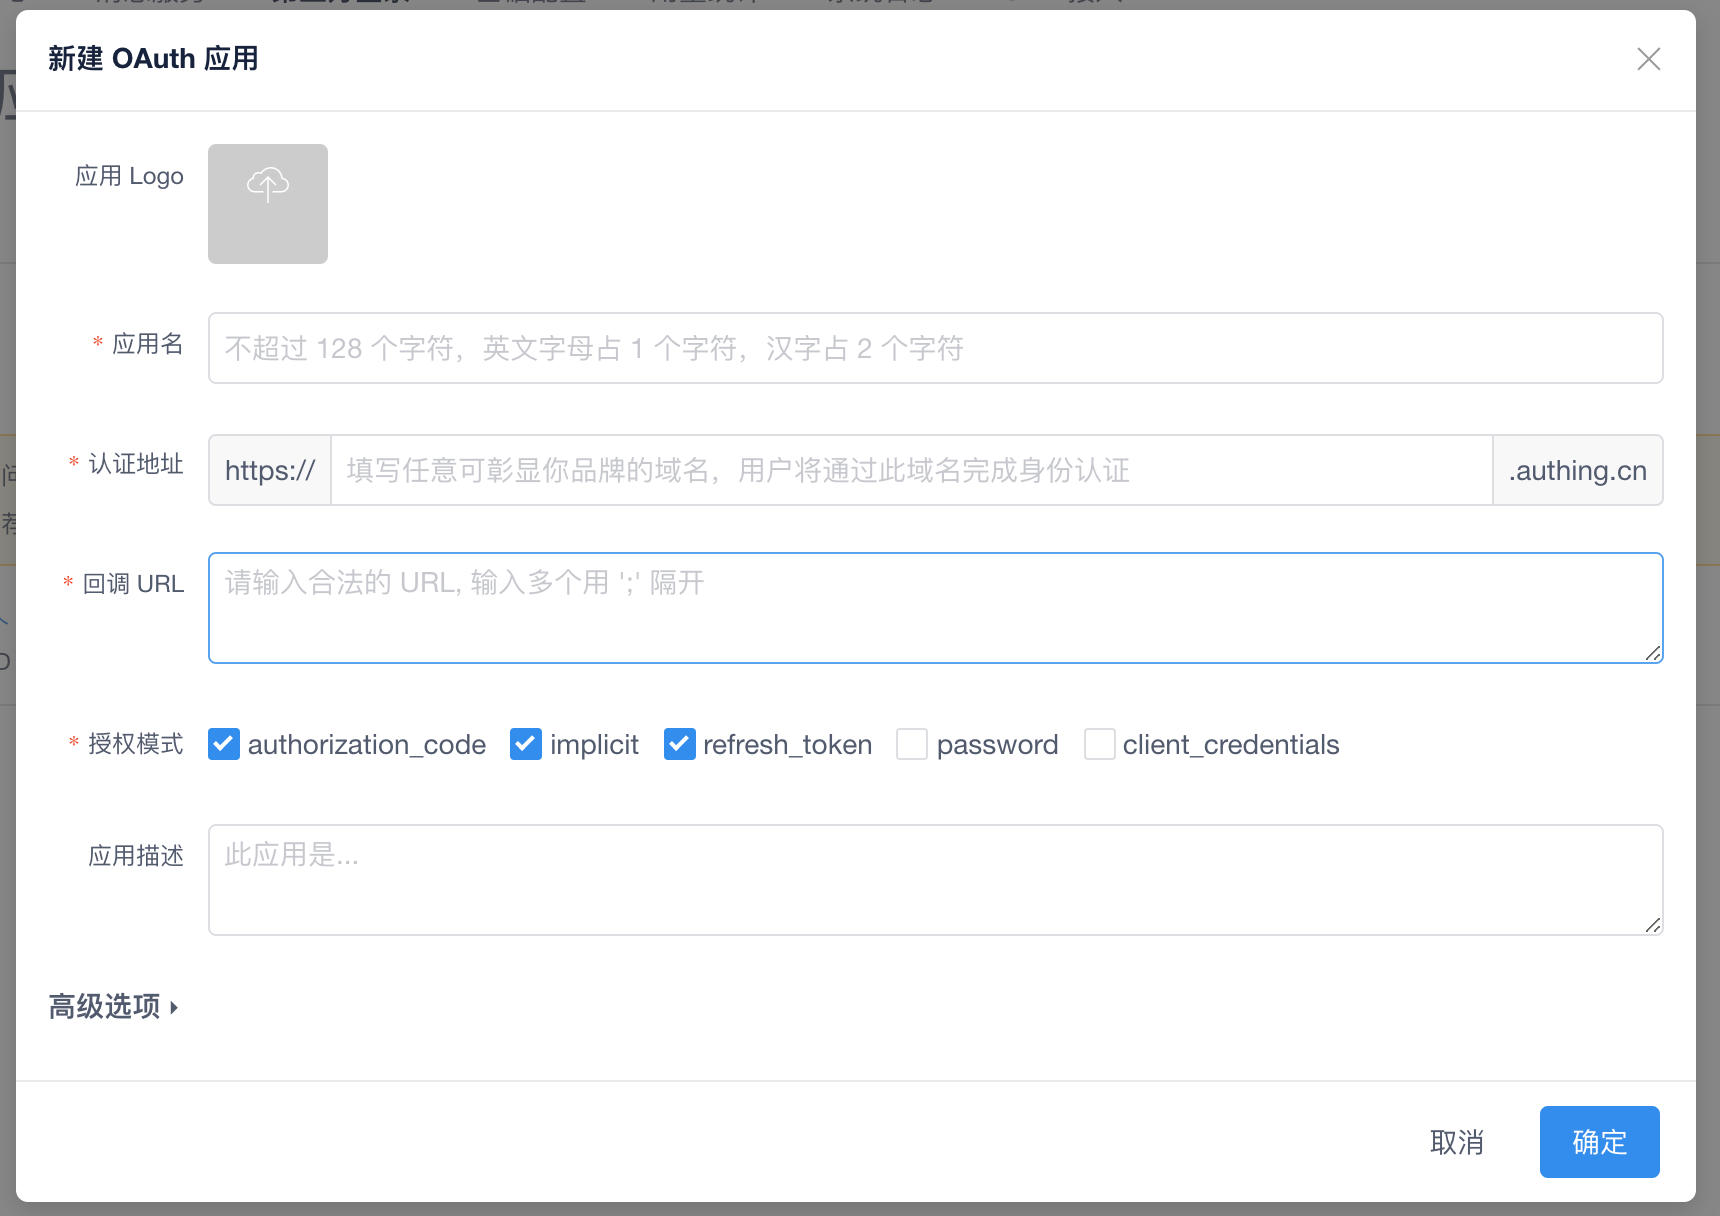 新建 OAuth 应用
应用 Logo
* 应用名
不超过 128 个字符，英文字母占 1 个字符，汉字占 2 个字符
* 认证地址
https://
填写任意可彰显你品牌的域名，用户将通过此域名完成身份认证
.authing.cn
* 回调 URL
请输入合法的 URL, 输入多个用 ';' 隔开
* 授权模式
authorization_code implicit refresh_token password client_credentials
应用描述
此应用是...
高级选项
取消
确定